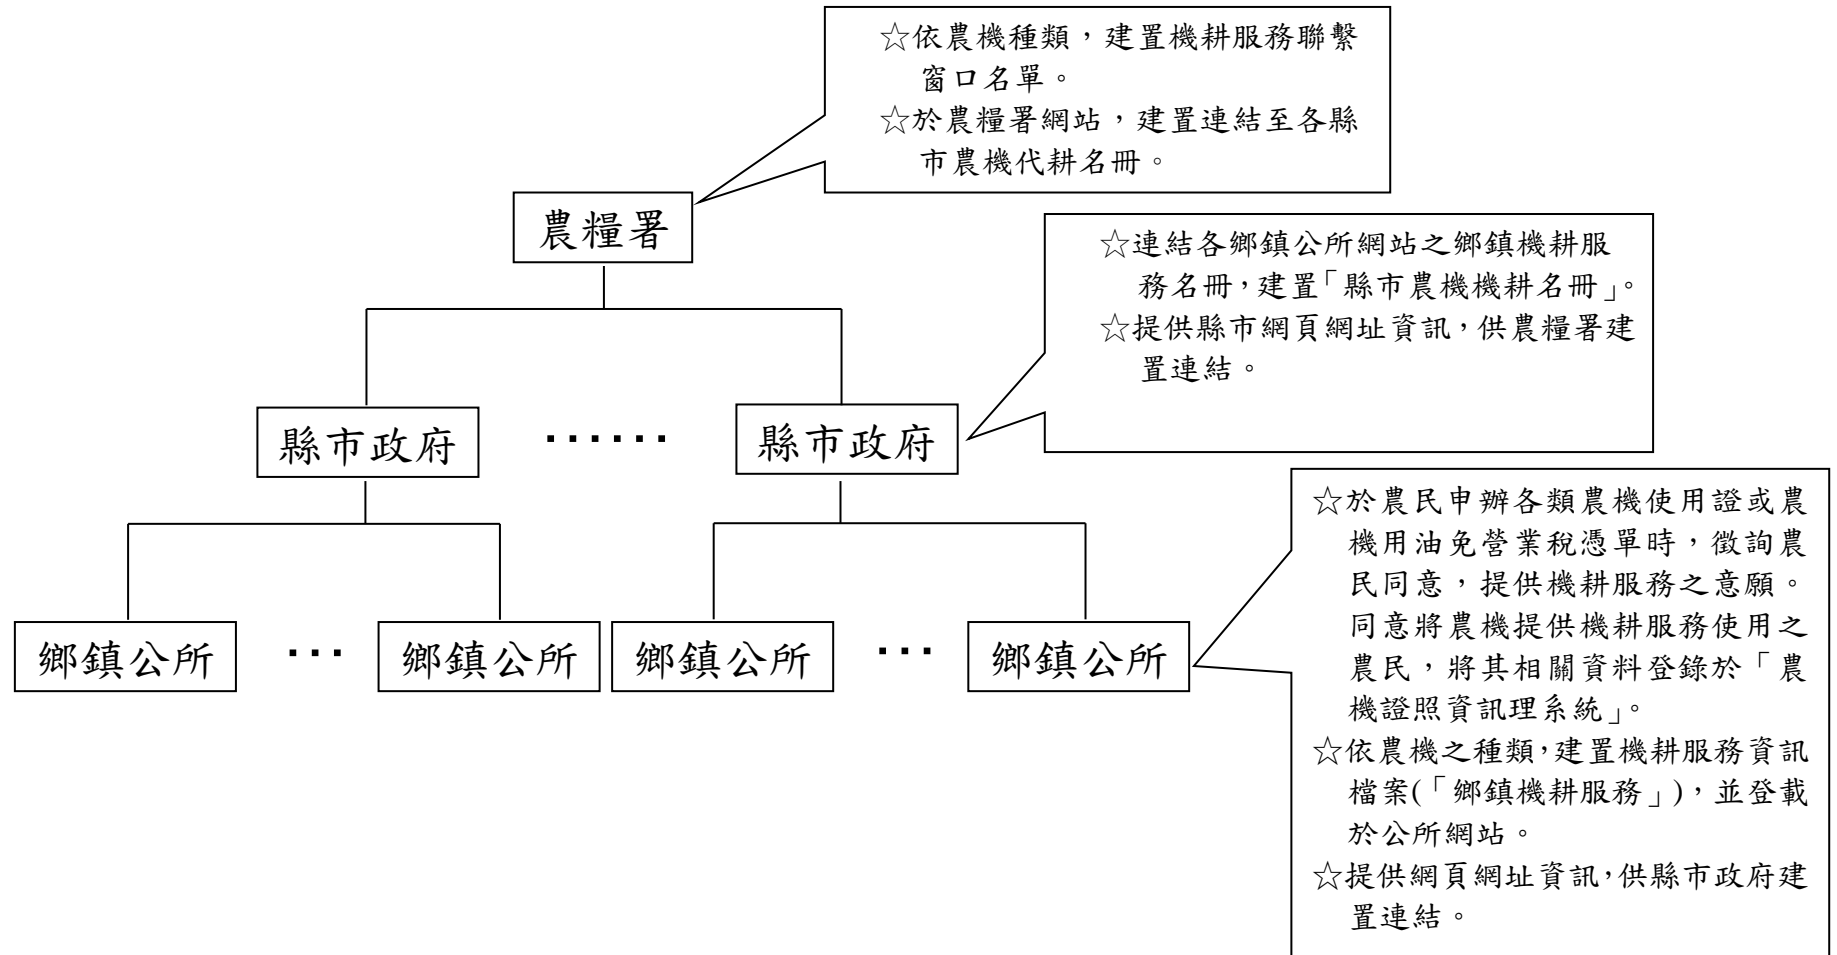 ☆依農機種類，建置機耕服務聯繫
窗口名單。
☆於農糧署網站，建置連結至各縣
市農機代耕名冊。
農糧署
☆連結各鄉鎮公所網站之鄉鎮機耕服
務名冊，建置「縣市農機機耕名冊」。
☆提供縣市網頁網址資訊，供農糧署建
置連結。
縣市政府
······
縣市政府
☆於農民申辦各類農機使用證或農
機用油免營業稅憑單時，徵詢農
民同意，提供機耕服務之意願。
同意將農機提供機耕服務使用之
農民，將其相關資料登錄於「農
機證照資訊理系統」。
☆依農機之種類，建置機耕服務資訊
檔案(「鄉鎮機耕服務」)，並登載
於公所網站。
☆提供網頁網址資訊，供縣市政府建
置連結。
鄉鎮公所
···
鄉鎮公所
鄉鎮公所
···
鄉鎮公所